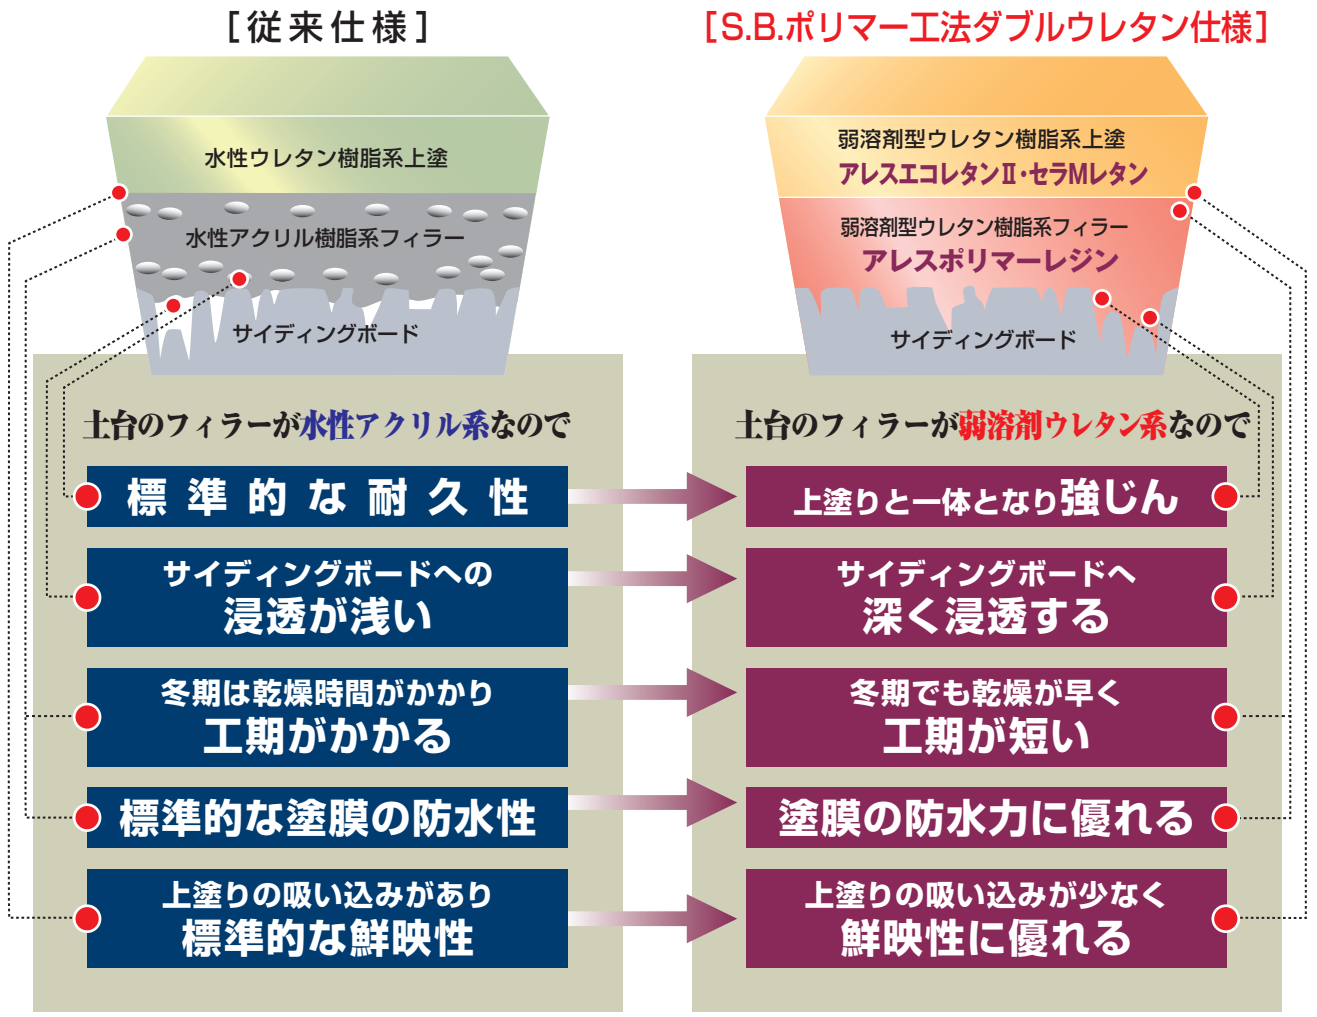 ［従来仕様］
水性ウレタン樹脂系上塗
水性アクリル樹脂系フィラー
サイディングボード
土台のフィラーが水性アクリル系なので
標準的な耐久性
サイディングボードへの
浸透が浅い
冬期は乾燥時間がかかり
工期がかかる
標準的な塗膜の防水性
上塗りの吸い込みがあり
標準的な鮮映性
［S.B.ポリマー工法ダブルウレタン仕様］
弱溶剤型ウレタン樹脂系上塗
アレスエコレタンⅡ・セラMレタン
弱溶剤型ウレタン樹脂系フィラー
アレスポリマーレジン
サイディングボード
土台のフィラーが弱溶剤ウレタン系なので
上塗りと一体となり強じん
サイディングボードへ
深く浸透する
冬期でも乾燥が早く
工期が短い
塗膜の防水力に優れる
上塗りの吸い込みが少なく
鮮映性に優れる